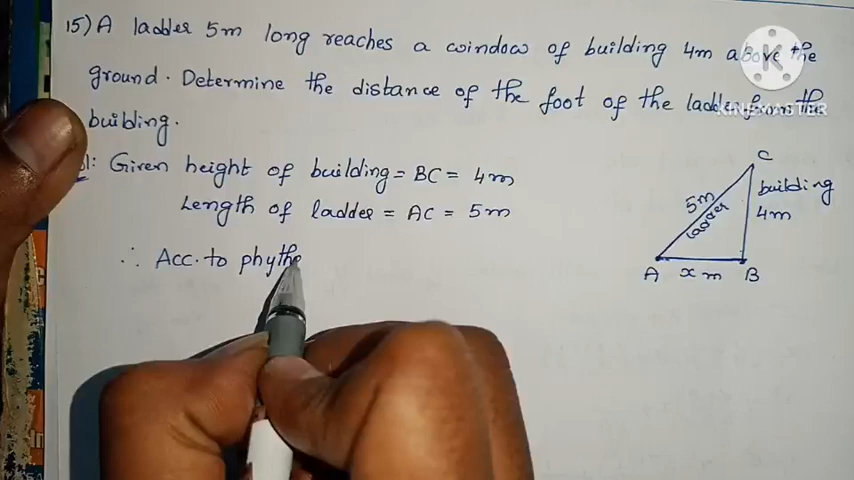 15) A ladder 5m long reaches a window of building 4m above the
ground. Determine the distance of the foot of the ladder from the
building.
Sol: Given height of building = BC = 4m
Length of ladder = AC = 5m
∴ Acc. to phythe
C
5m
ladder
building
4m
A
x m
B
K
KINEMASTER